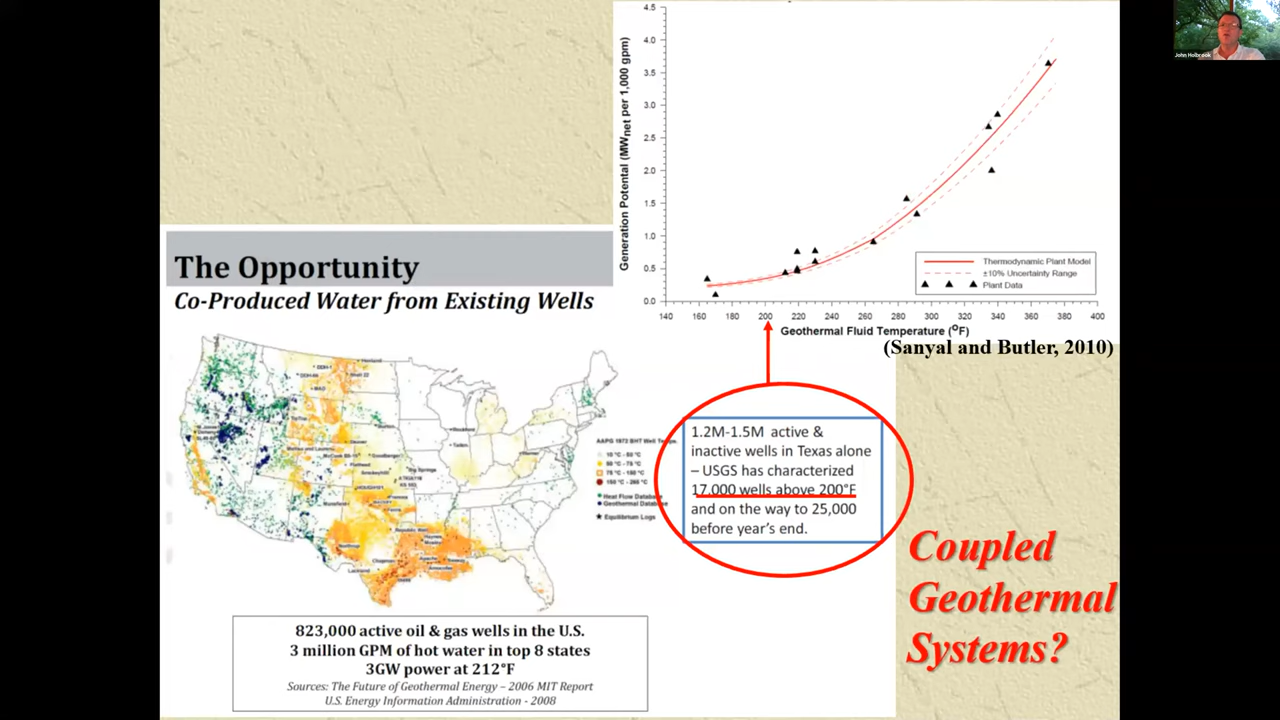 4.5
4.0
3.5
3.0
2.5
2.0
1.5
1.0
0.5
0.0
Generation Potential (MWnet per 1,000 gpm)
140 160 180 200 220 240 260 280 300 320 340 360 380 400
Geothermal Fluid Temperature (°F)
Thermodynamic Plant Model
±10% Uncertainty Range
Plant Data
(Sanyal and Butler, 2010)
John Holbrook
The Opportunity
Co-Produced Water from Existing Wells
AAPG 1972 BHT Well Temps.
Heat Flow Database
Geothermal Database
Equilibrium Logs
1.2M-1.5M active &
inactive wells in Texas alone
– USGS has characterized
17,000 wells above 200°F
and on the way to 25,000
before year's end.
Coupled
Geothermal
Systems?
823,000 active oil & gas wells in the U.S.
3 million GPM of hot water in top 8 states
3GW power at 212°F
Sources: The Future of Geothermal Energy – 2006 MIT Report
U.S. Energy Information Administration - 2008